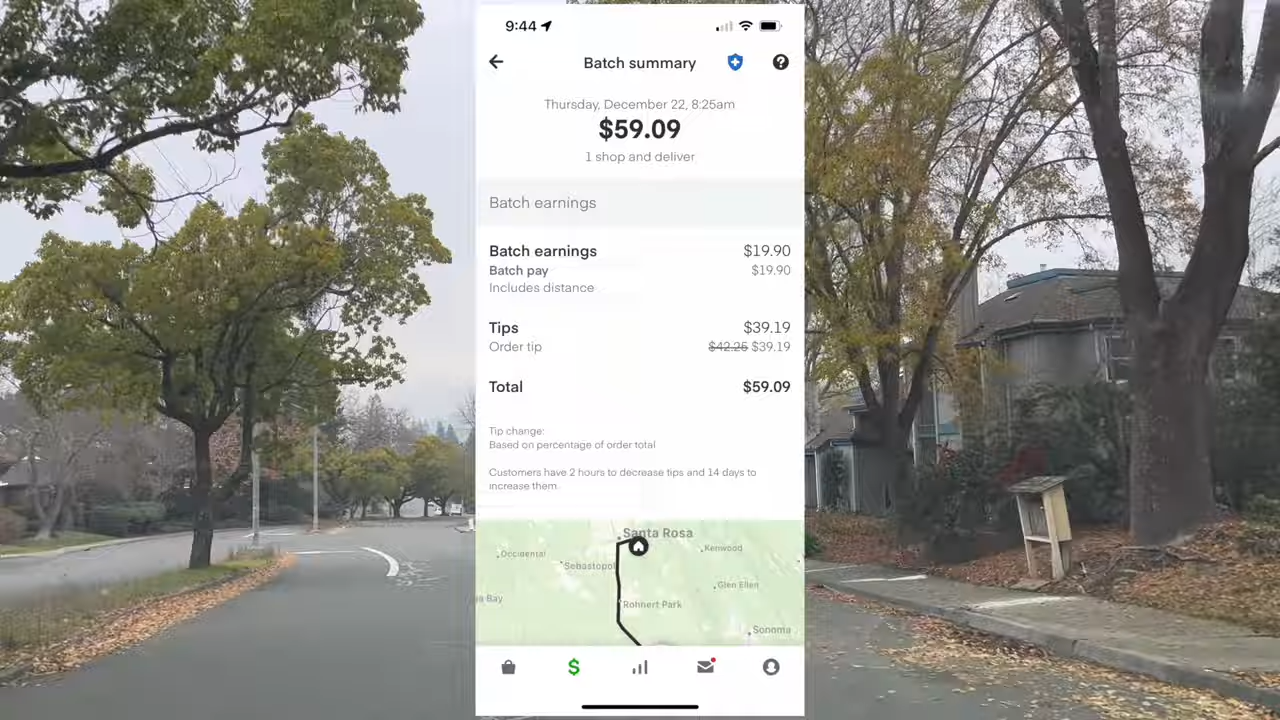 9:44
Batch summary
Thursday, December 22, 8:25am
$59.09
1 shop and deliver
Batch earnings
Batch earnings $19.90
Batch pay $19.90
Includes distance
Tips $39.19
Order tip $42.25 $39.19
Total $59.09
Tip change:
Based on percentage of order total
Customers have 2 hours to decrease tips and 14 days to
increase them
Santa Rosa
Occidental
Kenwood
Sebastopol
Glen Ellen
Bay
Rohnert Park
Sonoma